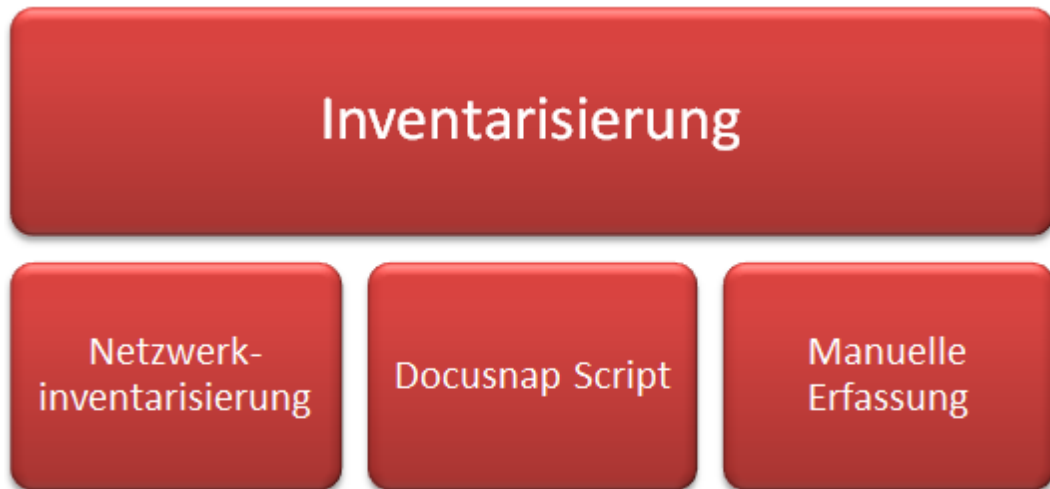 Inventarisierung
Netzwerk-
inventarisierung
Docusnap Script
Manuelle
Erfassung